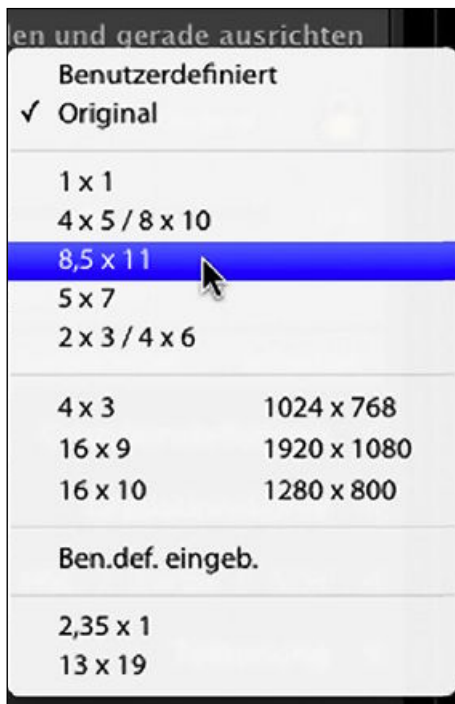 len und gerade ausrichten
Benutzerdefiniert
✓ Original
1 x 1
4 x 5 / 8 x 10
8,5 x 11
5 x 7
2 x 3 / 4 x 6
4 x 3 1024 x 768
16 x 9 1920 x 1080
16 x 10 1280 x 800
Ben.def. eingeb.
2,35 x 1
13 x 19